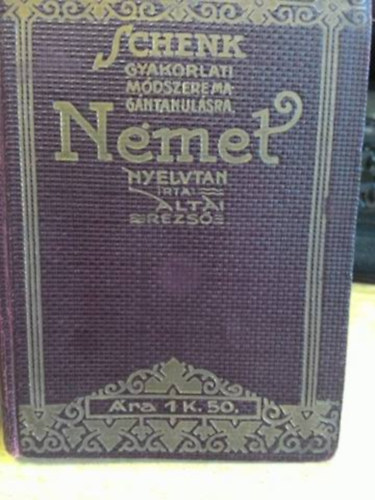 SCHENK
GYAKORLATI
MÓDSZERE MA-
GÁNTANULÁSRA.
Német
NYELVTAN
IRTA
ALTAI
REZSŐ
Ára 1 K. 50.